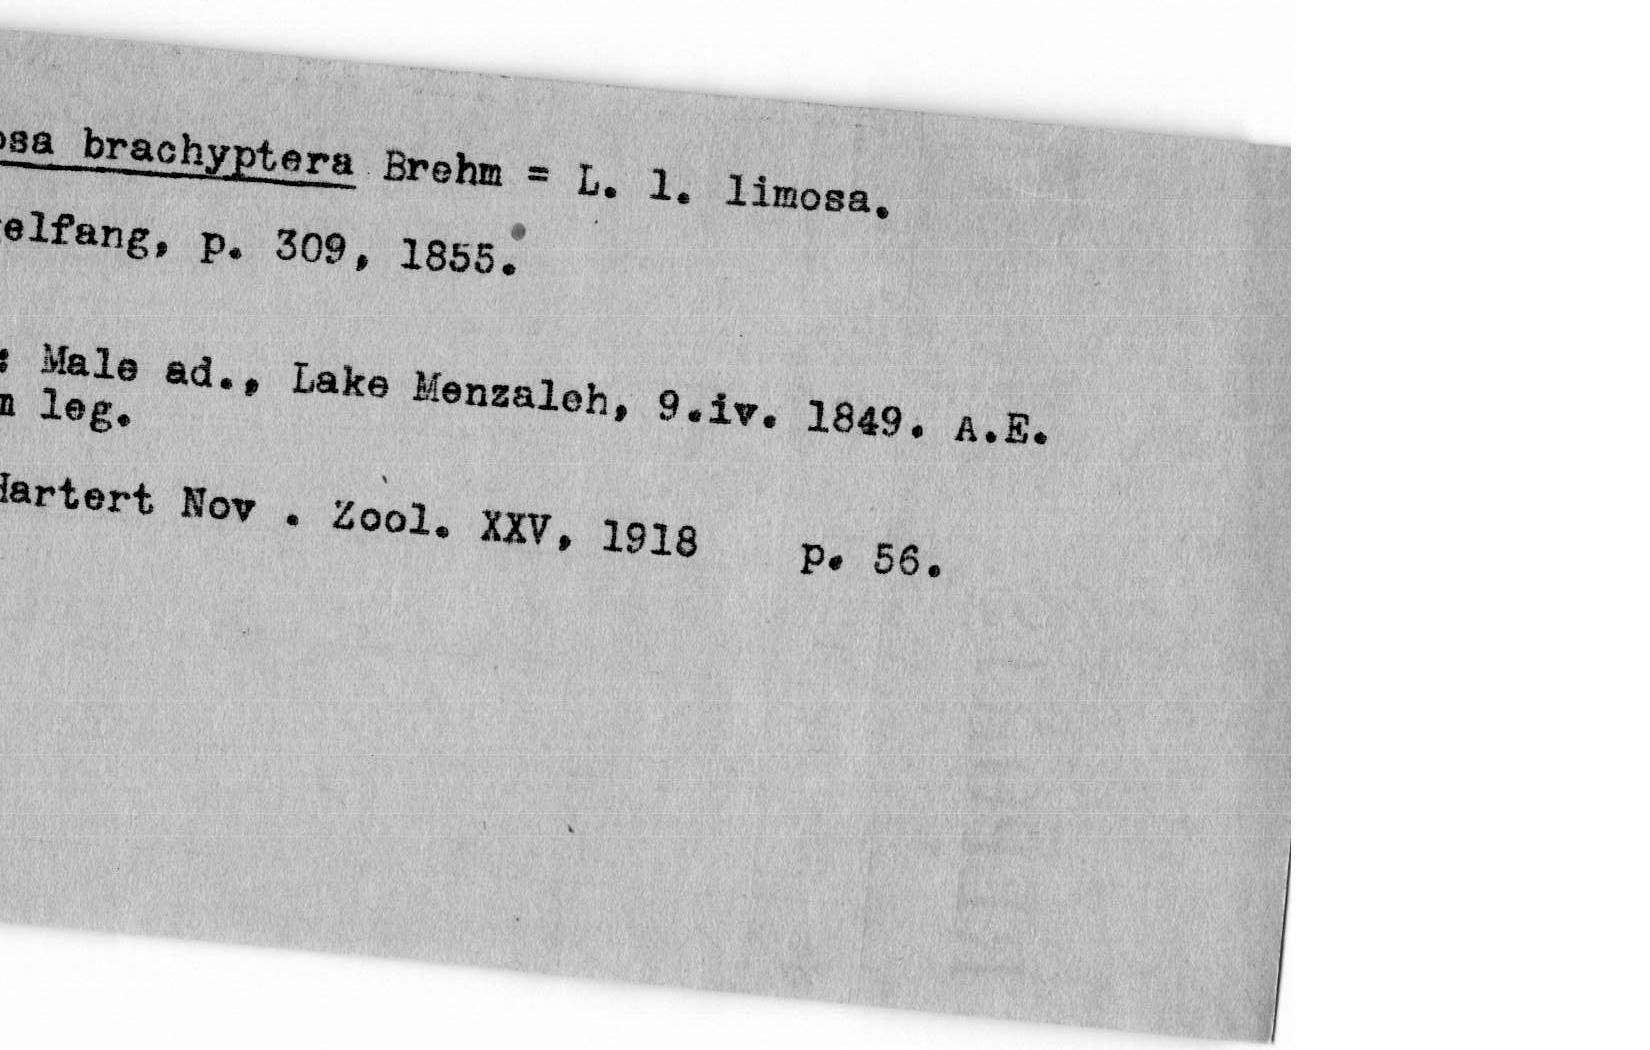 osa brachyptera Brehm = L. l. limosa.
elfang, p. 309, 1855.
: Male ad., Lake Menzaleh, 9.iv. 1849. A.E.
m leg.
Hartert Nov . Zool. XXV, 1918 p. 56.